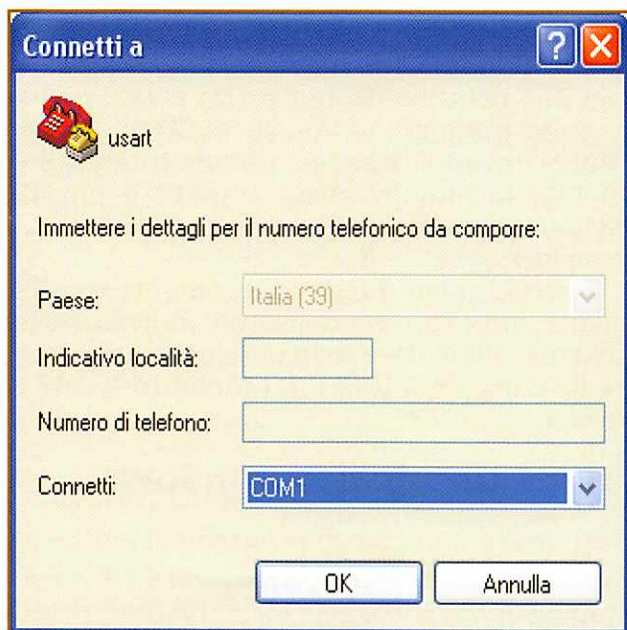 Connetti a
usart
Immettere i dettagli per il numero telefonico da comporre:
Paese: Italia (39)
Indicativo località:
Numero di telefono:
Connetti: COM1
OK Annulla